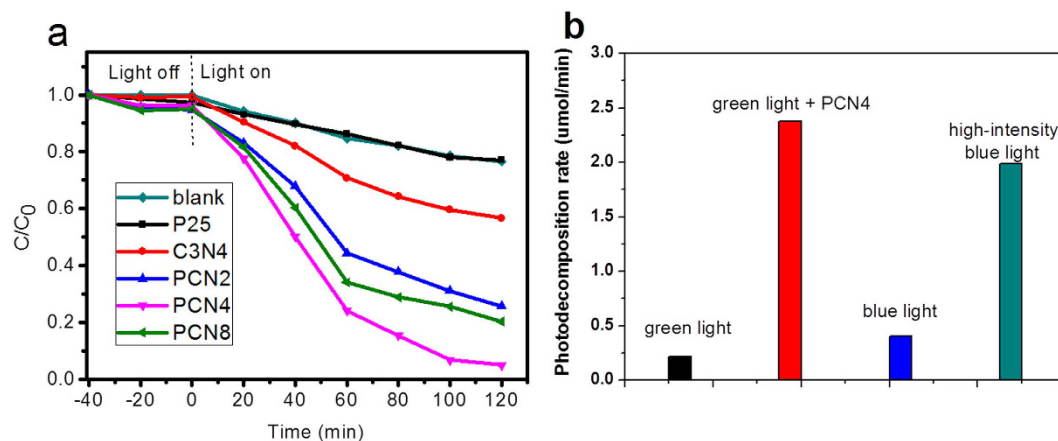 a
Light off
Light on
1.0
0.8
0.6
0.4
0.2
0.0
C/C0
blank
P25
C3N4
PCN2
PCN4
PCN8
-40 -20 0 20 40 60 80 100 120
Time (min)
b
3.0
2.5
2.0
1.5
1.0
0.5
0.0
Photodecomposition rate (umol/min)
green light
green light + PCN4
blue light
high-intensity
blue light